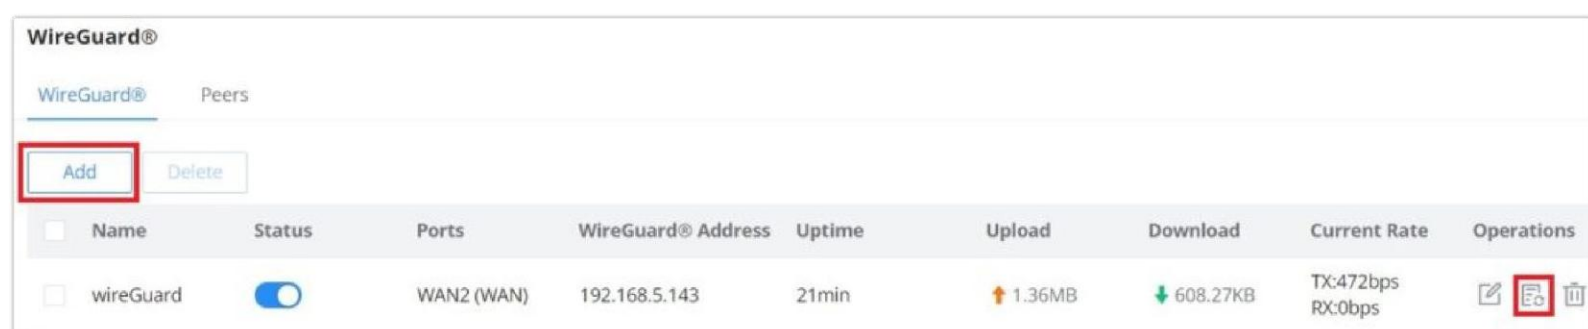 WireGuard®
WireGuard® Peers
Add Delete
Name Status Ports WireGuard® Address Uptime Upload Download Current Rate Operations
wireGuard WAN2 (WAN) 192.168.5.143 21min 1.36MB 608.27KB TX:472bps
RX:0bps